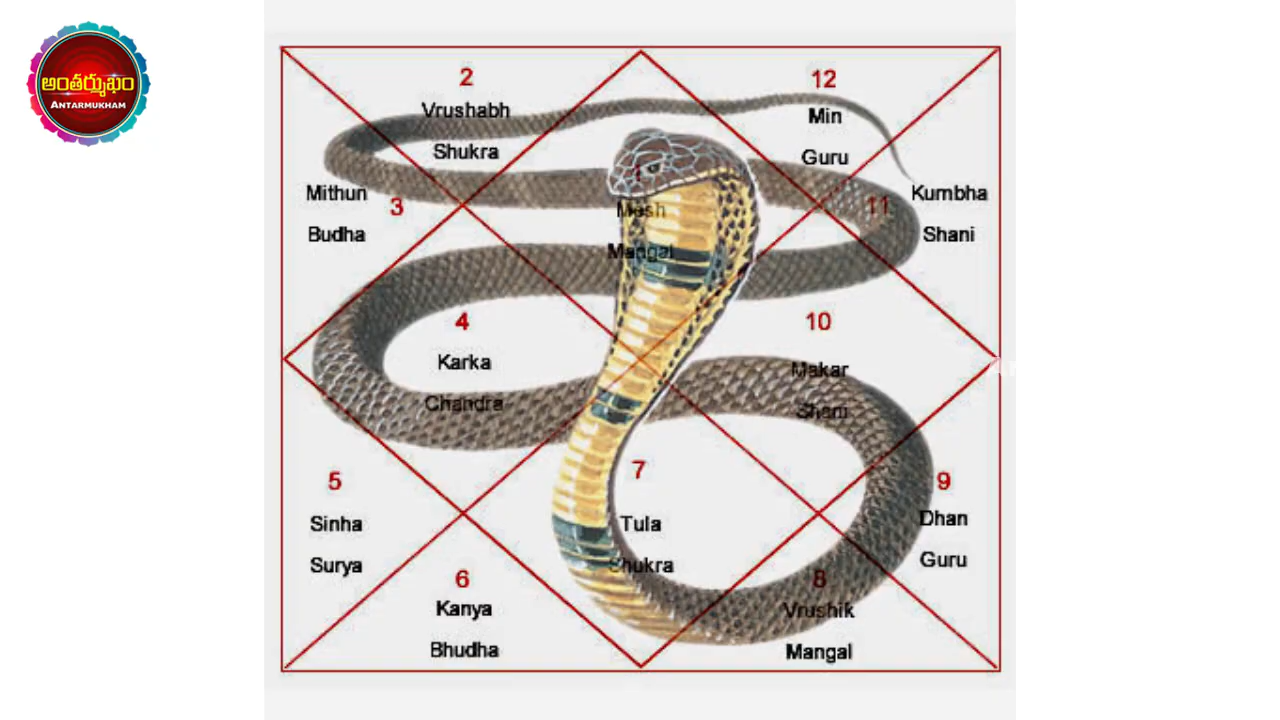 అంతర్ముఖం
ANTARMUKHAM
2
Vrushabh
Shukra
12
Min
Guru
Mithun
3
Budha
Mesh
Mangal
11
Kumbha
Shani
4
Karka
Chandra
10
Makar
Shani
5
Sinha
Surya
7
Tula
Shukra
9
Dhan
Guru
6
Kanya
Bhudha
8
Vrushik
Mangal